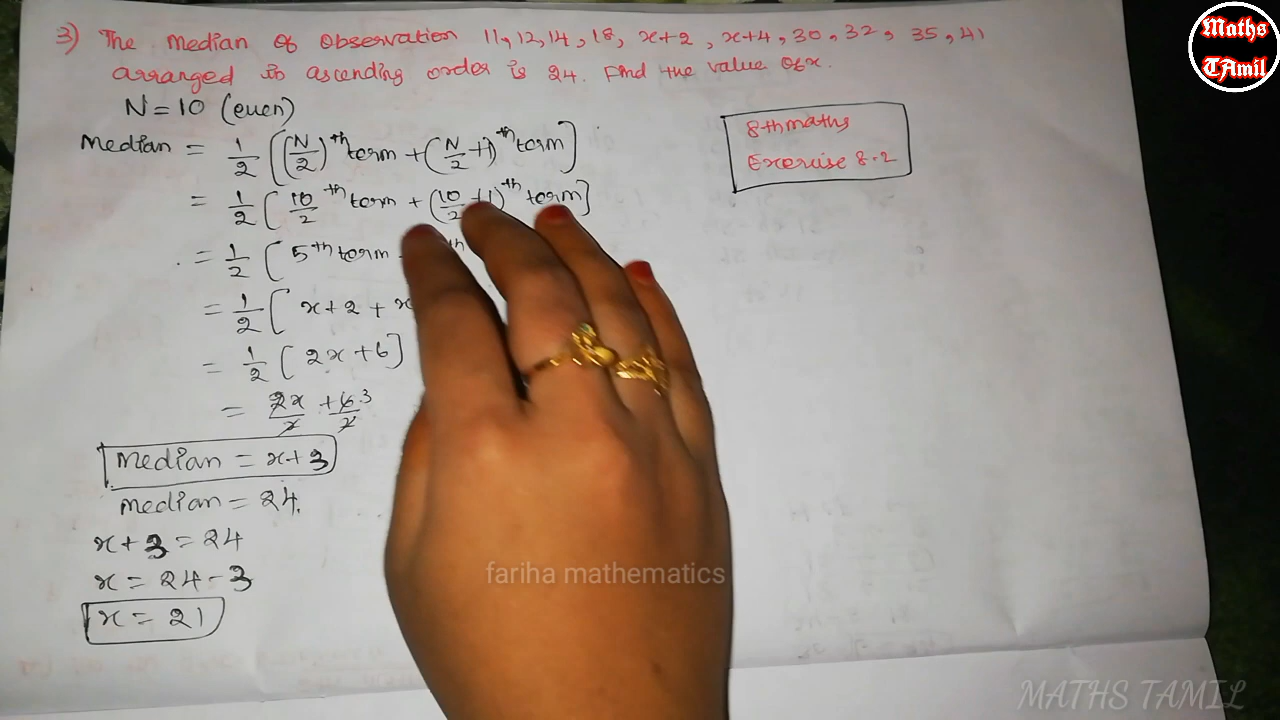 3) The median of observation 11, 12, 14, 18, x+2, x+4, 30, 32, 35, 41
arranged in ascending order is 24. Find the value of x.
N = 10 (even)
Median = 1/2 [(N/2)th term + (N/2 + 1)th term]
= 1/2 [10/2 th term + (10/2 + 1)th term]
= 1/2 [ 5th term th
= 1/2 [ x+2 + x
= 1/2 [ 2x+6 ]
= 2x/2 + 6/2 3
median = x+3
median = 24.
x+3 = 24
x = 24-3
x = 21
8th maths
Exercise 8.2
Maths
TAmil
fariha mathematics
MATHS TAMIL